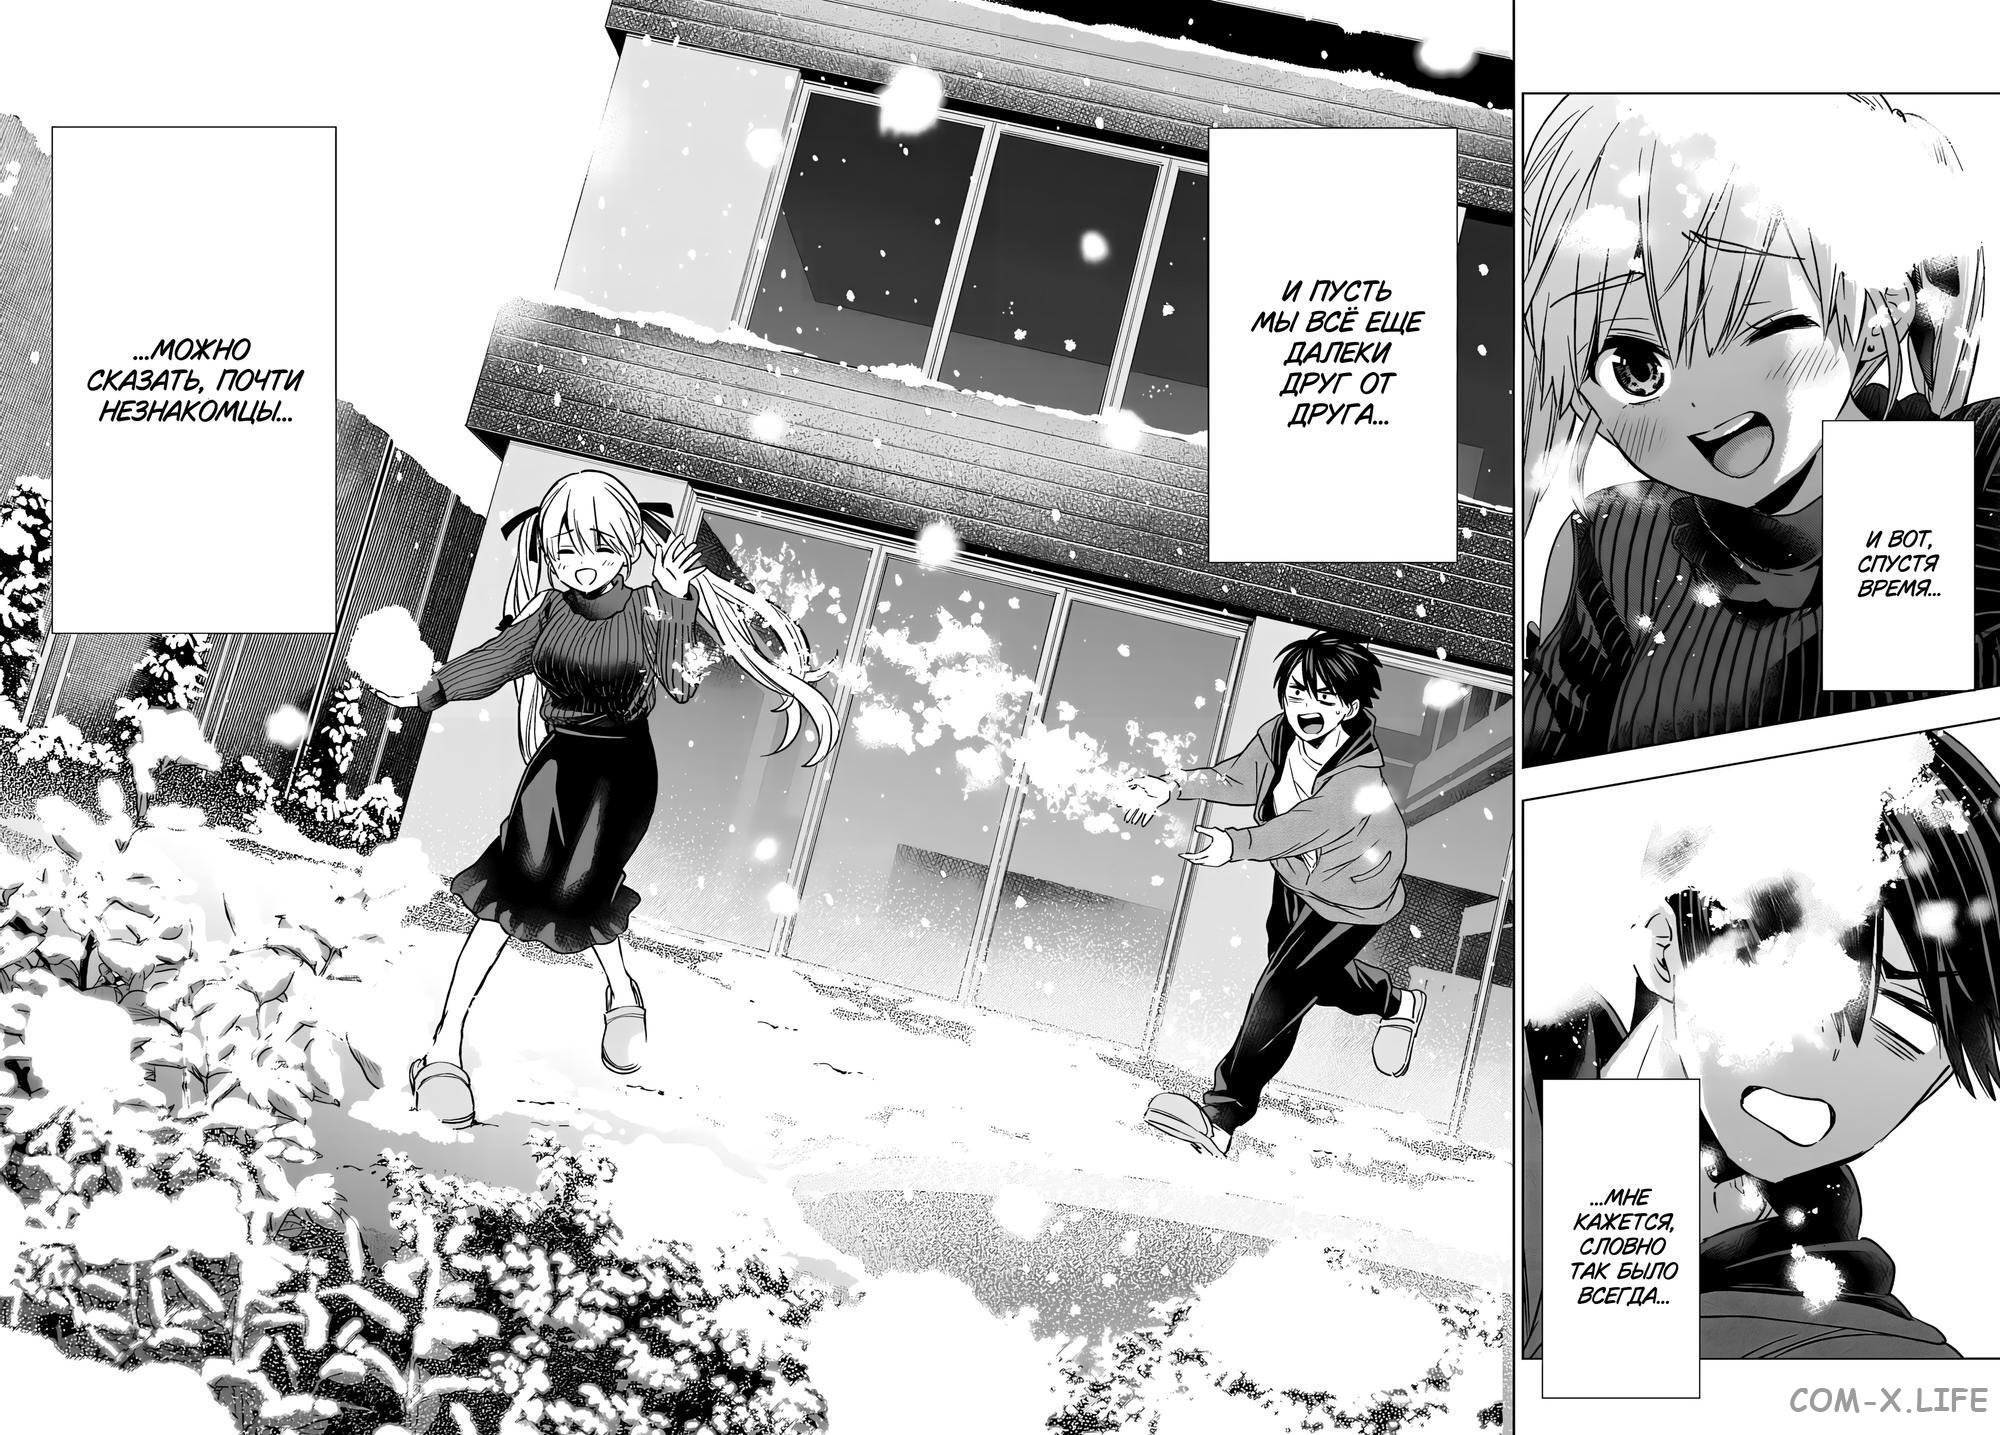 И ВОТ,
СПУСТЯ
ВРЕМЯ...
...МНЕ
КАЖЕТСЯ,
СЛОВНО
ТАК БЫЛО
ВСЕГДА...
И ПУСТЬ
МЫ ВСЁ ЕЩЕ
ДАЛЕКИ
ДРУГ ОТ
ДРУГА...
...МОЖНО
СКАЗАТЬ, ПОЧТИ
НЕЗНАКОМЦЫ...
COM-X.LIFE